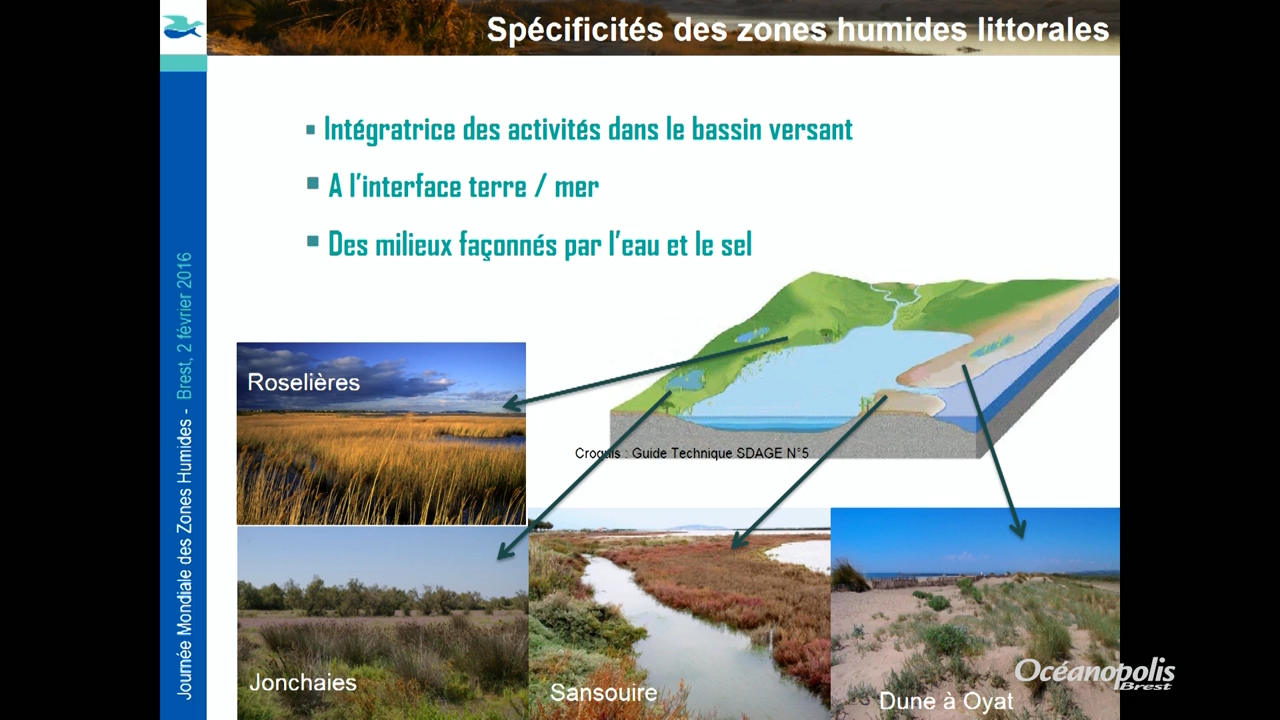 Spécificités des zones humides littorales
▪ Intégratrice des activités dans le bassin versant
▪ A l'interface terre / mer
▪ Des milieux façonnés par l'eau et le sel
Journée Mondiale des Zones Humides - Brest, 2 février 2016
Roselières
Croquis : Guide Technique SDAGE N°5
Jonchaies
Sansouire
Dune à Oyat
Océanopolis
Brest